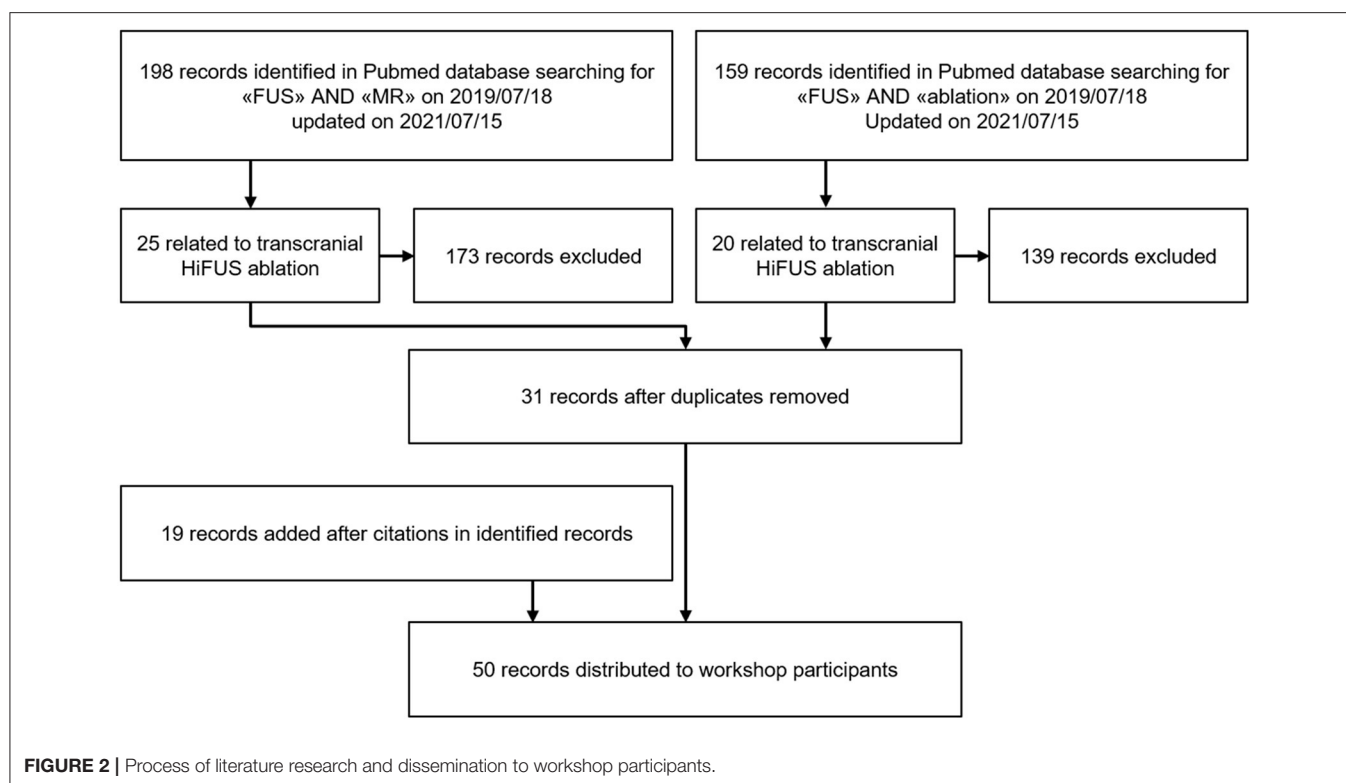 198 records identified in Pubmed database searching for
«FUS» AND «MR» on 2019/07/18
updated on 2021/07/15
159 records identified in Pubmed database searching for
«FUS» AND «ablation» on 2019/07/18
Updated on 2021/07/15
25 related to transcranial
HiFUS ablation
173 records excluded
20 related to transcranial
HiFUS ablation
139 records excluded
31 records after duplicates removed
19 records added after citations in identified records
50 records distributed to workshop participants
FIGURE 2 | Process of literature research and dissemination to workshop participants.